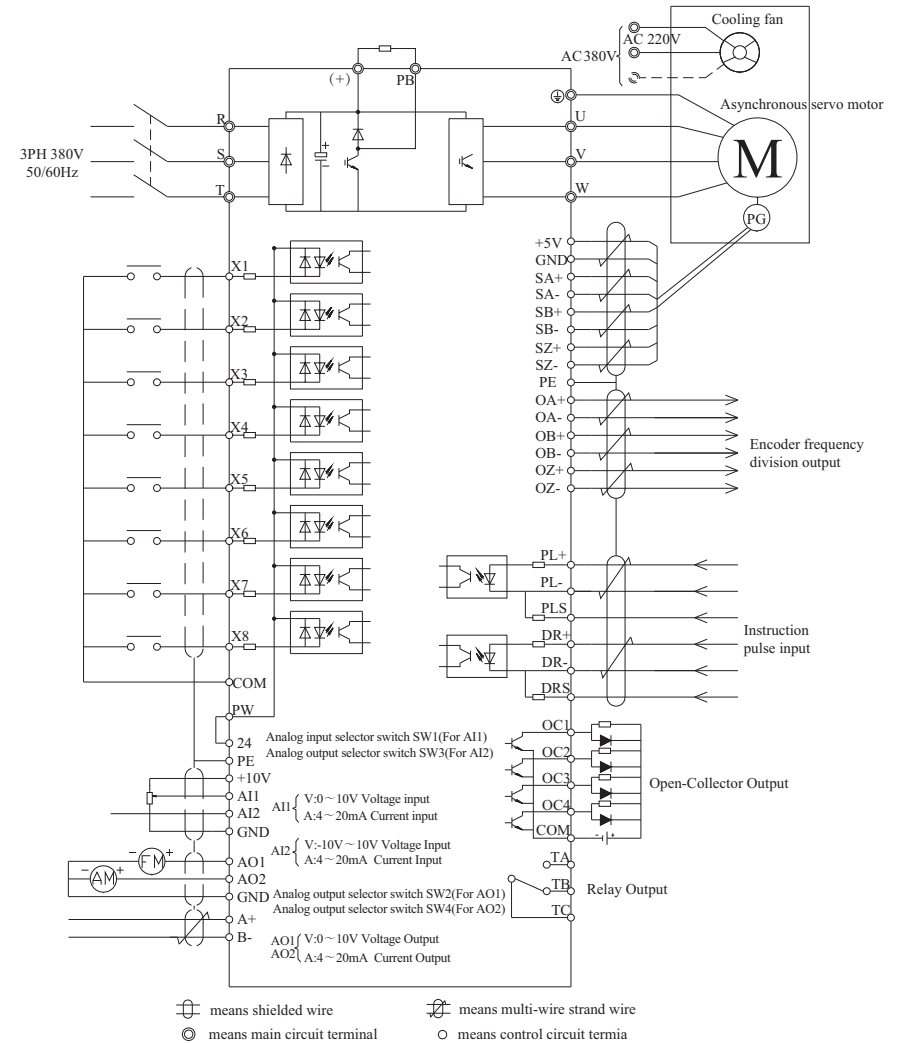 Cooling fan
AC 220V
AC380V
(+)
PB
Asynchronous servo motor
R
U
3PH 380V
50/60Hz
S
V
M
T
W
PG
X1
X2
X3
X4
X5
X6
X7
X8
COM
PW
24
PE
+10V
AI1
AI2
GND
AO1
AO2
GND
A+
B-
- FM +
- AM +
+
-
+5V
GND
SA+
SA-
SB+
SB-
SZ+
SZ-
PE
OA+
OA-
OB+
OB-
OZ+
OZ-
Encoder frequency
division output
PL+
PL-
PLS
DR+
DR-
DRS
Instruction
pulse input
OC1
OC2
OC3
OC4
COM
- +
Open-Collector Output
TA
TB
TC
Relay Output
Analog input selector switch SW1(For AI1)
Analog output selector switch SW3(For AI2)
AI1
V:0~10V Voltage input
A:4~20mA Current input
AI2
V:-10V~10V Voltage Input
A:4~20mA Current Input
Analog output selector switch SW2(For AO1)
Analog output selector switch SW4(For AO2)
AO1
AO2
V:0~10V Voltage Output
A:4~20mA Current Output
means shielded wire
means multi-wire strand wire
means main circuit terminal
means control circuit termia